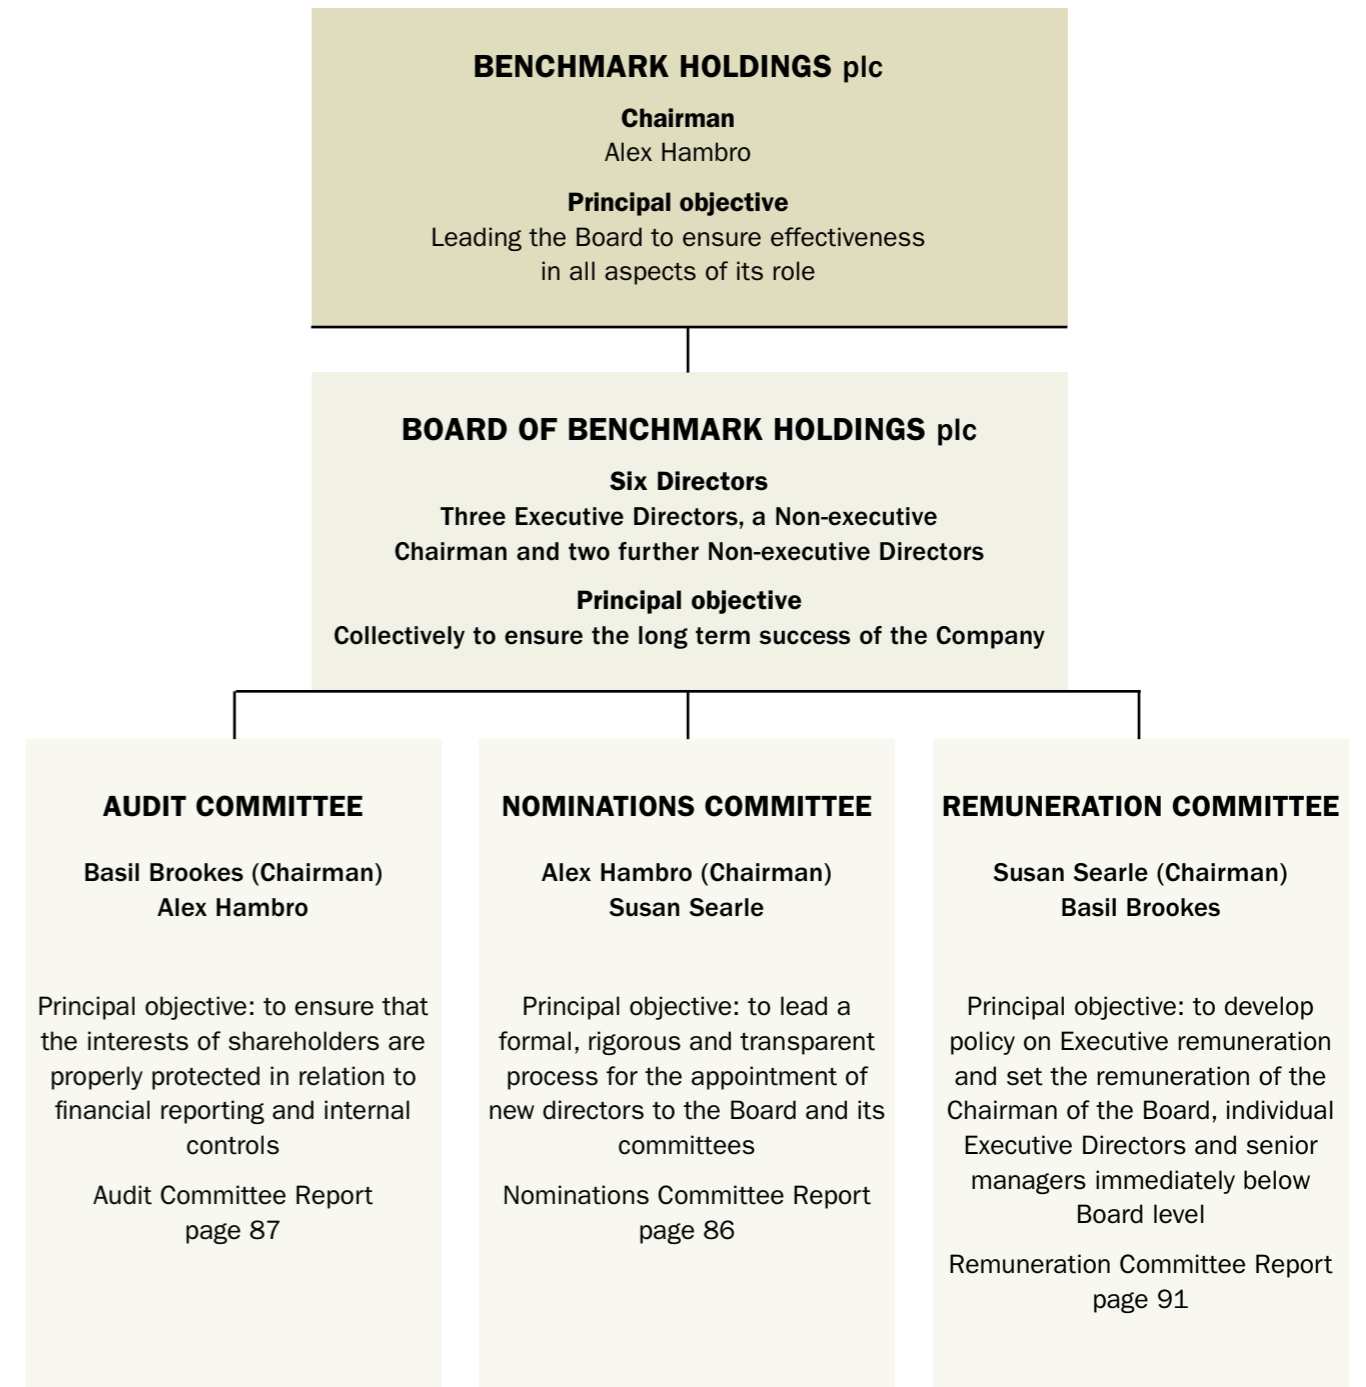 BENCHMARK HOLDINGS plc
Chairman
Alex Hambro
Principal objective
Leading the Board to ensure effectiveness
in all aspects of its role
BOARD OF BENCHMARK HOLDINGS plc
Six Directors
Three Executive Directors, a Non-executive
Chairman and two further Non-executive Directors
Principal objective
Collectively to ensure the long term success of the Company
AUDIT COMMITTEE
Basil Brookes (Chairman)
Alex Hambro
Principal objective: to ensure that
the interests of shareholders are
properly protected in relation to
financial reporting and internal
controls
Audit Committee Report
page 87
NOMINATIONS COMMITTEE
Alex Hambro (Chairman)
Susan Searle
Principal objective: to lead a
formal, rigorous and transparent
process for the appointment of
new directors to the Board and its
committees
Nominations Committee Report
page 86
REMUNERATION COMMITTEE
Susan Searle (Chairman)
Basil Brookes
Principal objective: to develop
policy on Executive remuneration
and set the remuneration of the
Chairman of the Board, individual
Executive Directors and senior
managers immediately below
Board level
Remuneration Committee Report
page 91